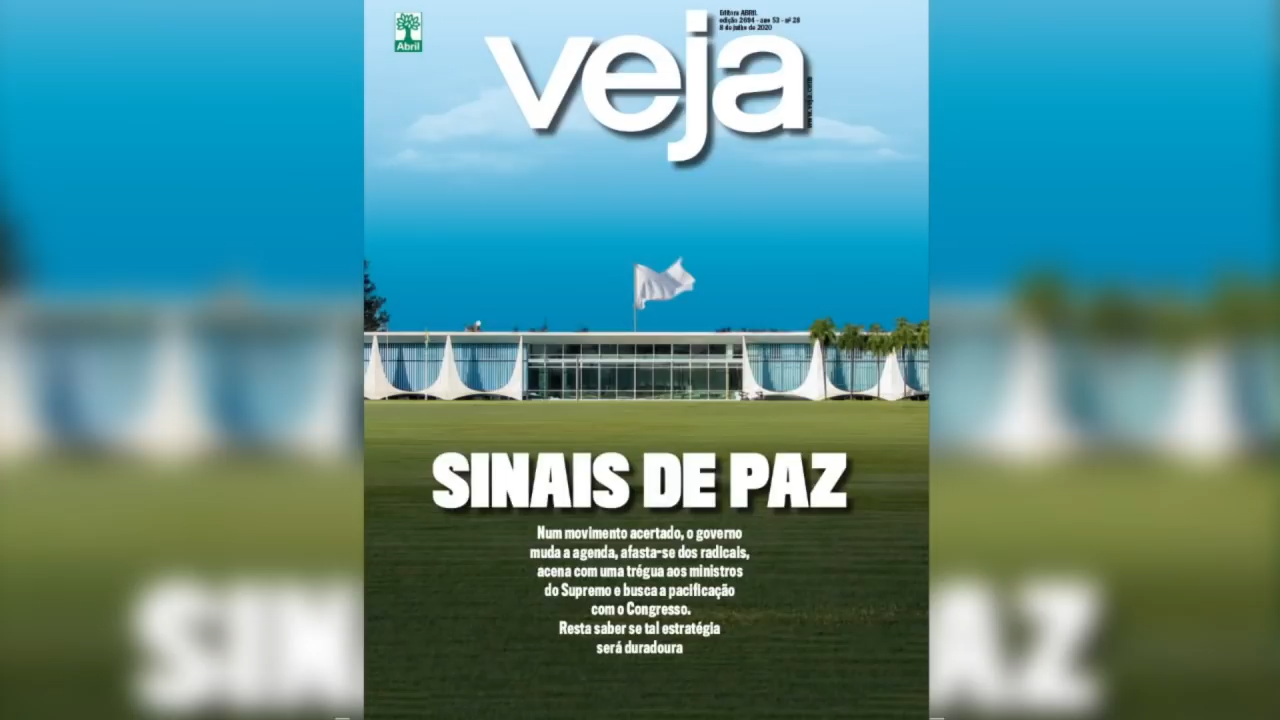 Abril
Editora ABRIL
edição 2694 - ano 53 - nº 28
8 de julho de 2020
veja
www.veja.com
SINAIS DE PAZ
Num movimento acertado, o governo
muda a agenda, afasta-se dos radicais,
acena com uma trégua aos ministros
do Supremo e busca a pacificação
com o Congresso.
Resta saber se tal estratégia
será duradoura